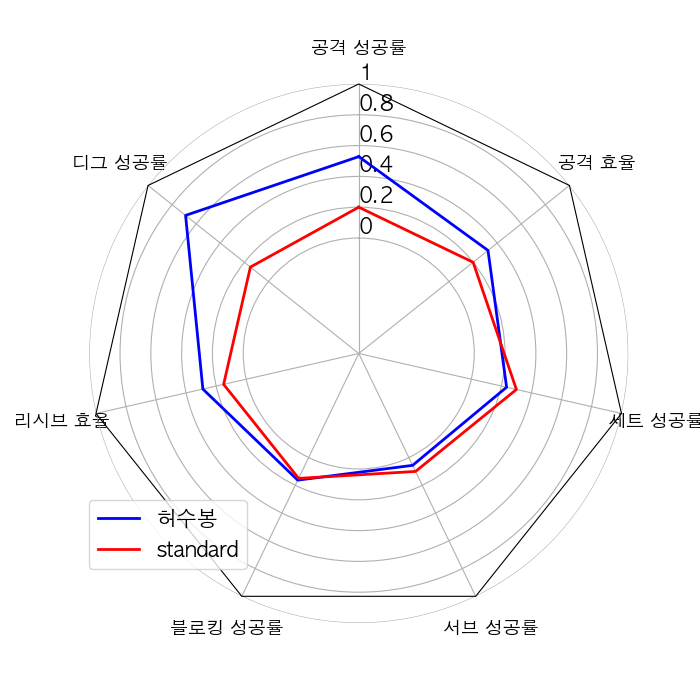 공격 성공률
1
0.8
0.6
0.4
0.2
0
디그 성공률
공격 효율
리시브 효율
세트 성공률
허수봉
standard
블로킹 성공률
서브 성공률